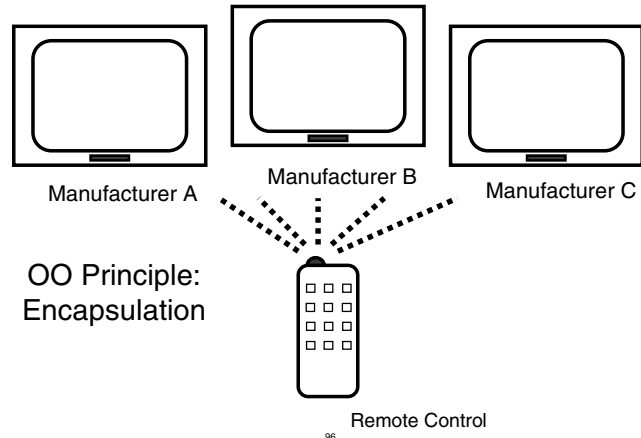 Manufacturer A
Manufacturer B
Manufacturer C
OO Principle:
Encapsulation
Remote Control
96